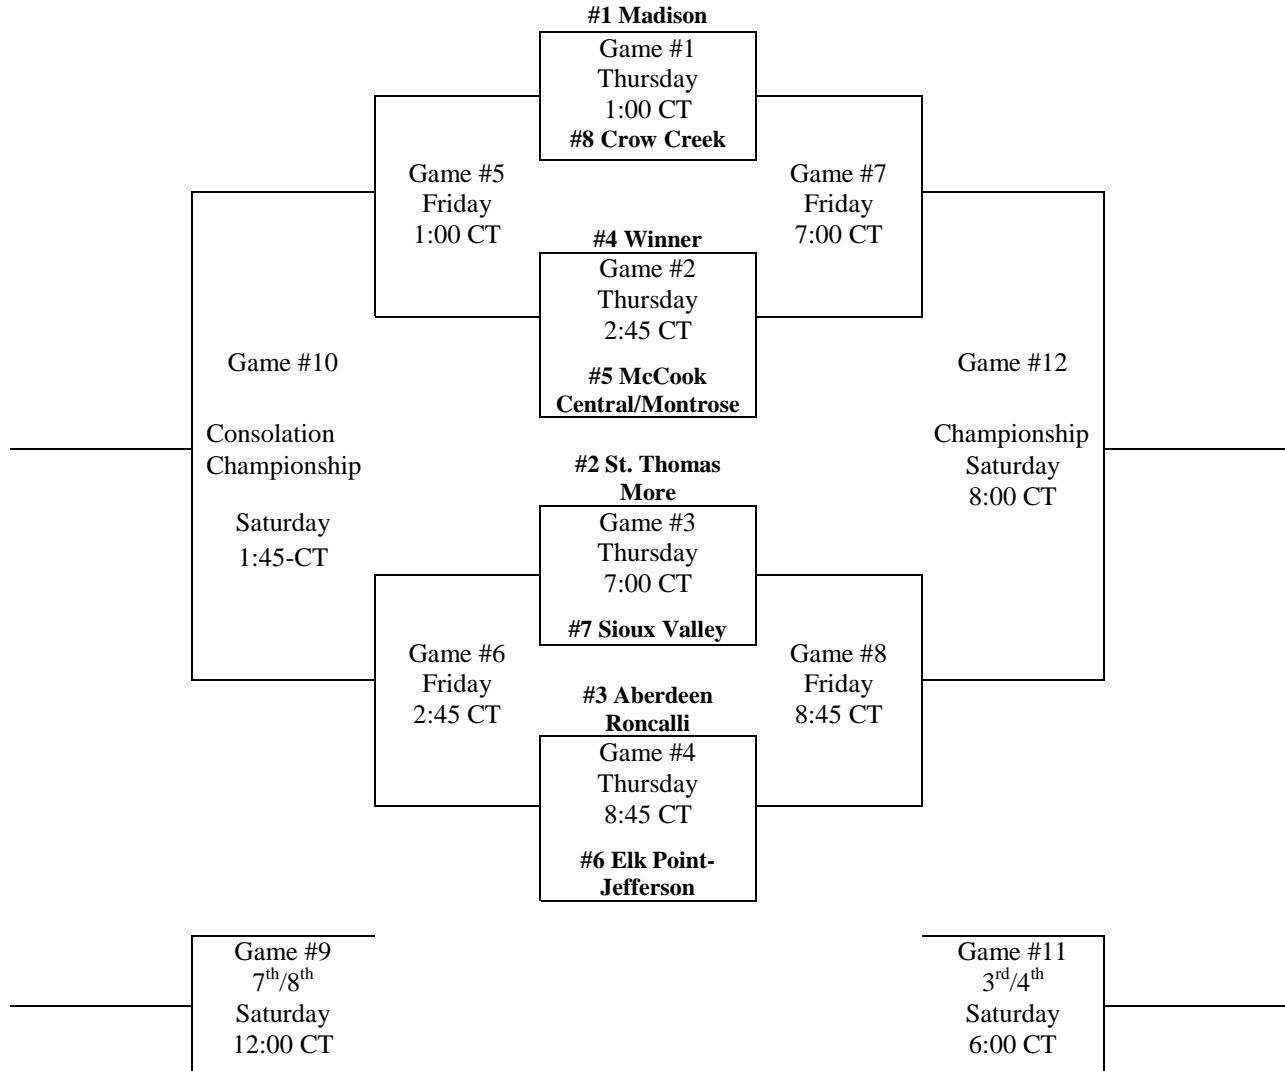 #1 Madison
Game #1
Thursday
1:00 CT
#8 Crow Creek
Game #5
Friday
1:00 CT
Game #7
Friday
7:00 CT
#4 Winner
Game #2
Thursday
2:45 CT
#5 McCook
Central/Montrose
Game #10
Consolation
Championship
Saturday
1:45-CT
Game #12
Championship
Saturday
8:00 CT
#2 St. Thomas
More
Game #3
Thursday
7:00 CT
#7 Sioux Valley
Game #6
Friday
2:45 CT
Game #8
Friday
8:45 CT
#3 Aberdeen
Roncalli
Game #4
Thursday
8:45 CT
#6 Elk Point-
Jefferson
Game #9
7th/8th
Saturday
12:00 CT
Game #11
3rd/4th
Saturday
6:00 CT